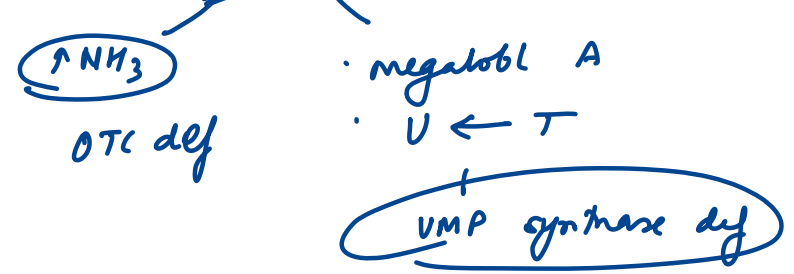 ↑NH3
OTC def
• megalobl A
• U ← T
UMP synthase def